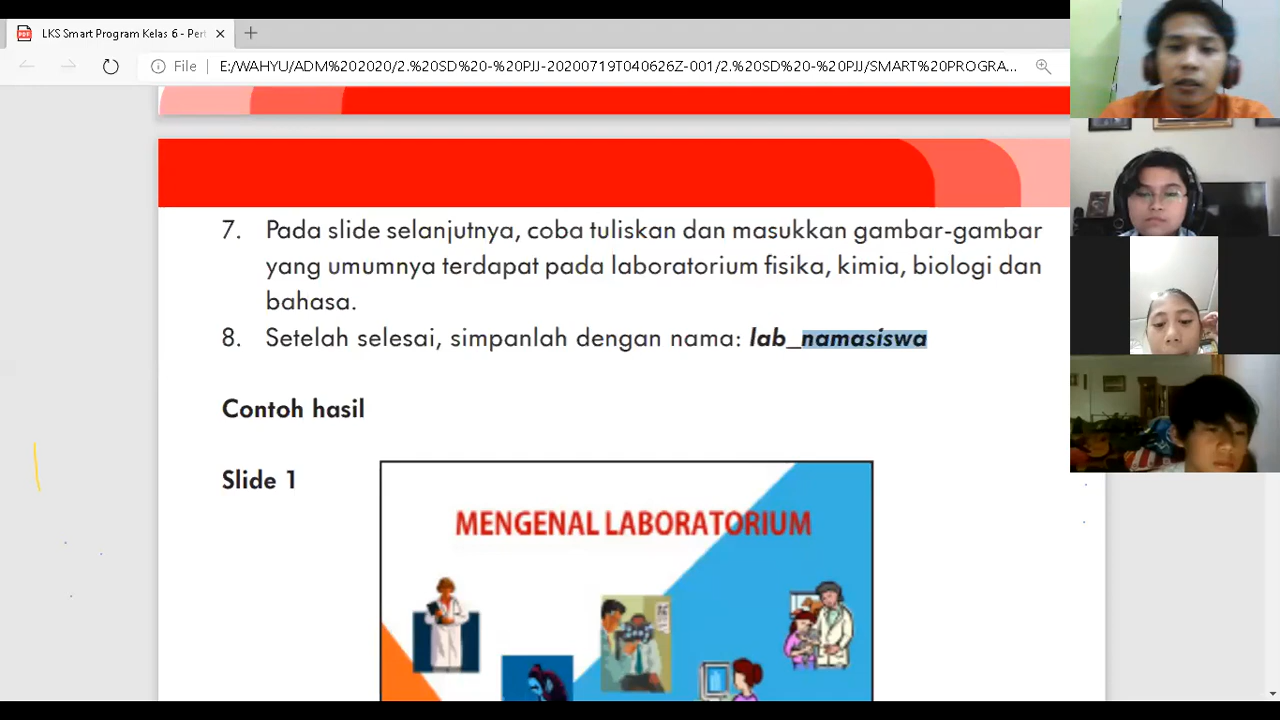 LKS Smart Program Kelas 6 - Pert
File
E:/WAHYU/ADM%202020/2.%20SD%20-%20PJJ-20200719T040626Z-001/2%20SD%20-%20PJJ/SMART%20PROGRA...
7. Pada slide selanjutnya, coba tuliskan dan masukkan gambar-gambar
yang umumnya terdapat pada laboratorium fisika, kimia, biologi dan
bahasa.
8. Setelah selesai, simpanlah dengan nama: lab_namasiswa
Contoh hasil
Slide 1
MENGENAL LABORATORIUM